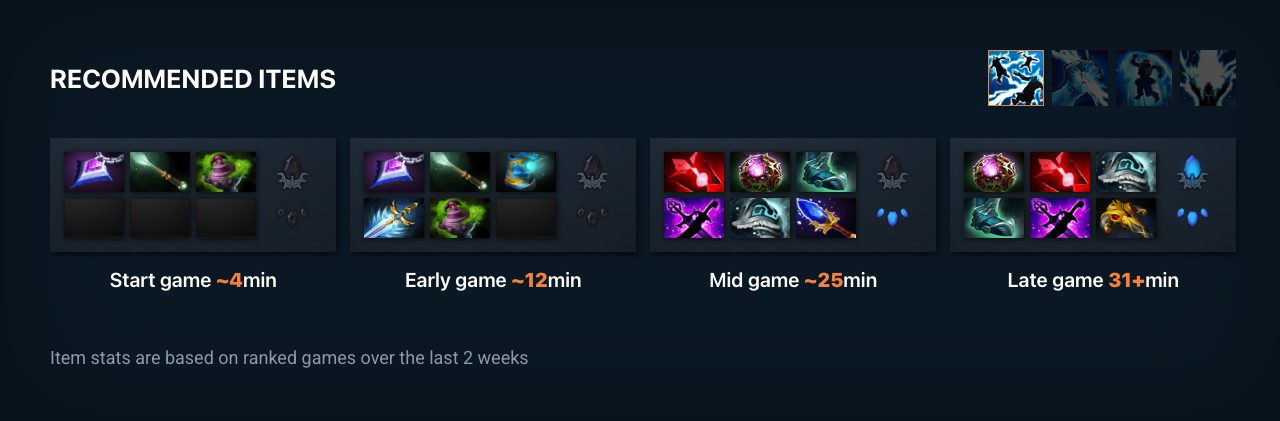 RECOMMENDED ITEMS
Start game ~4min
Early game ~12min
Mid game ~25min
Late game 31+min
Item stats are based on ranked games over the last 2 weeks